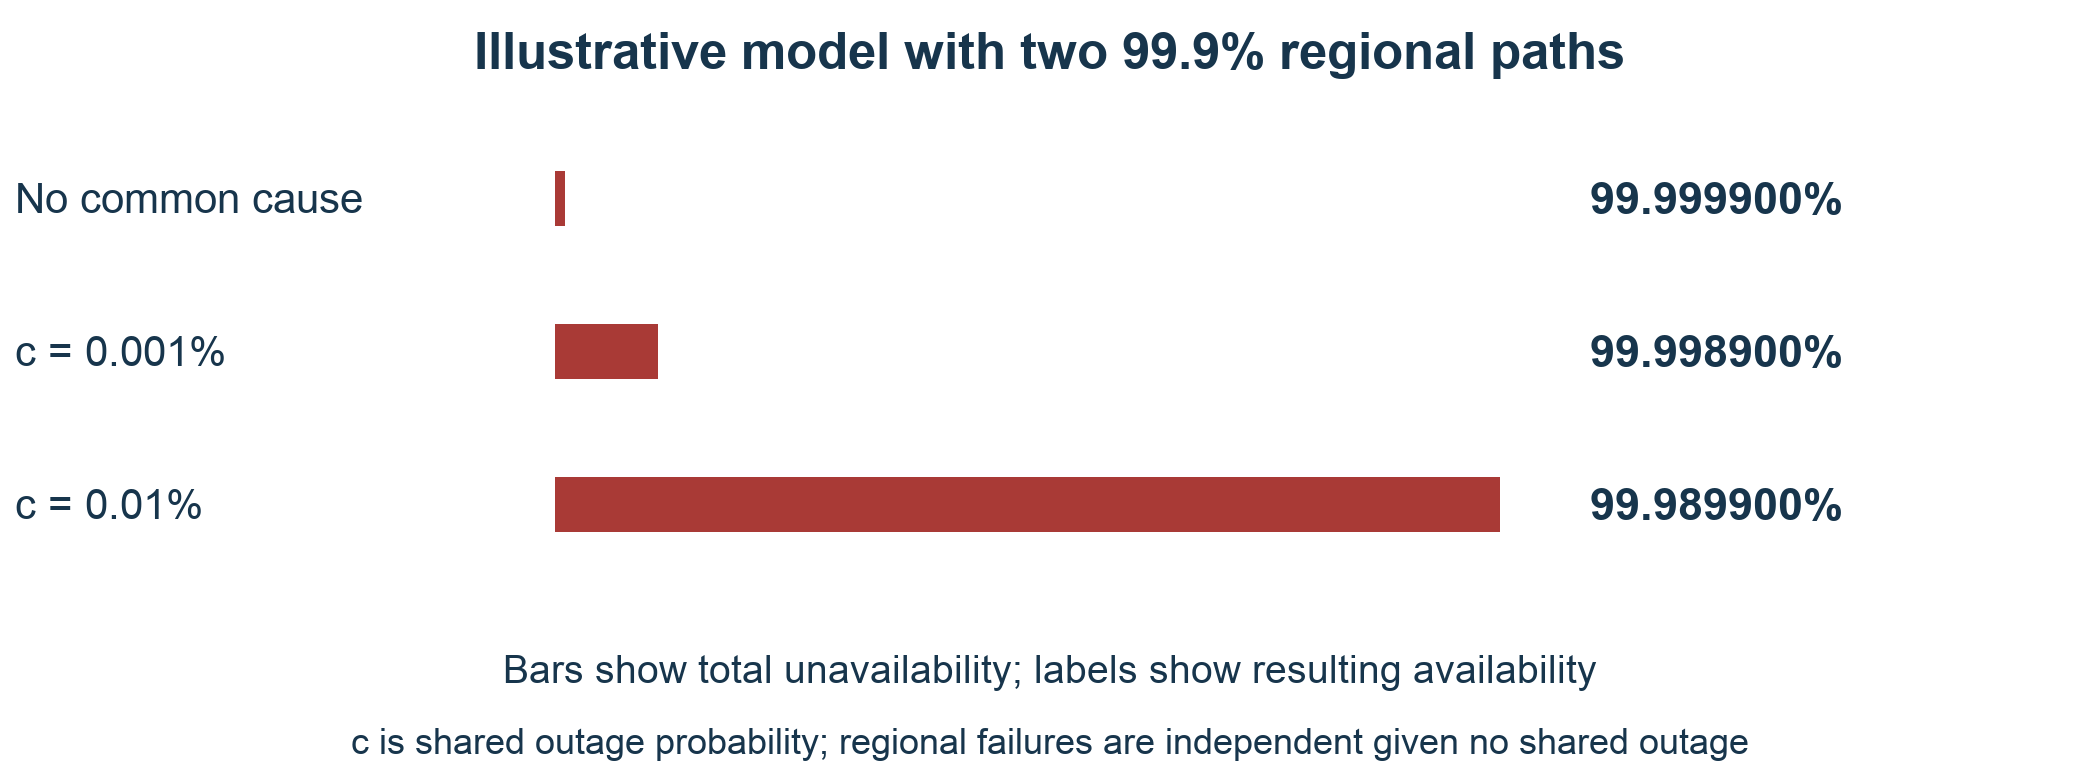 Illustrative model with two 99.9% regional paths
No common cause 99.999900%
c = 0.001% 99.998900%
c = 0.01% 99.989900%
Bars show total unavailability; labels show resulting availability
c is shared outage probability; regional failures are independent given no shared outage